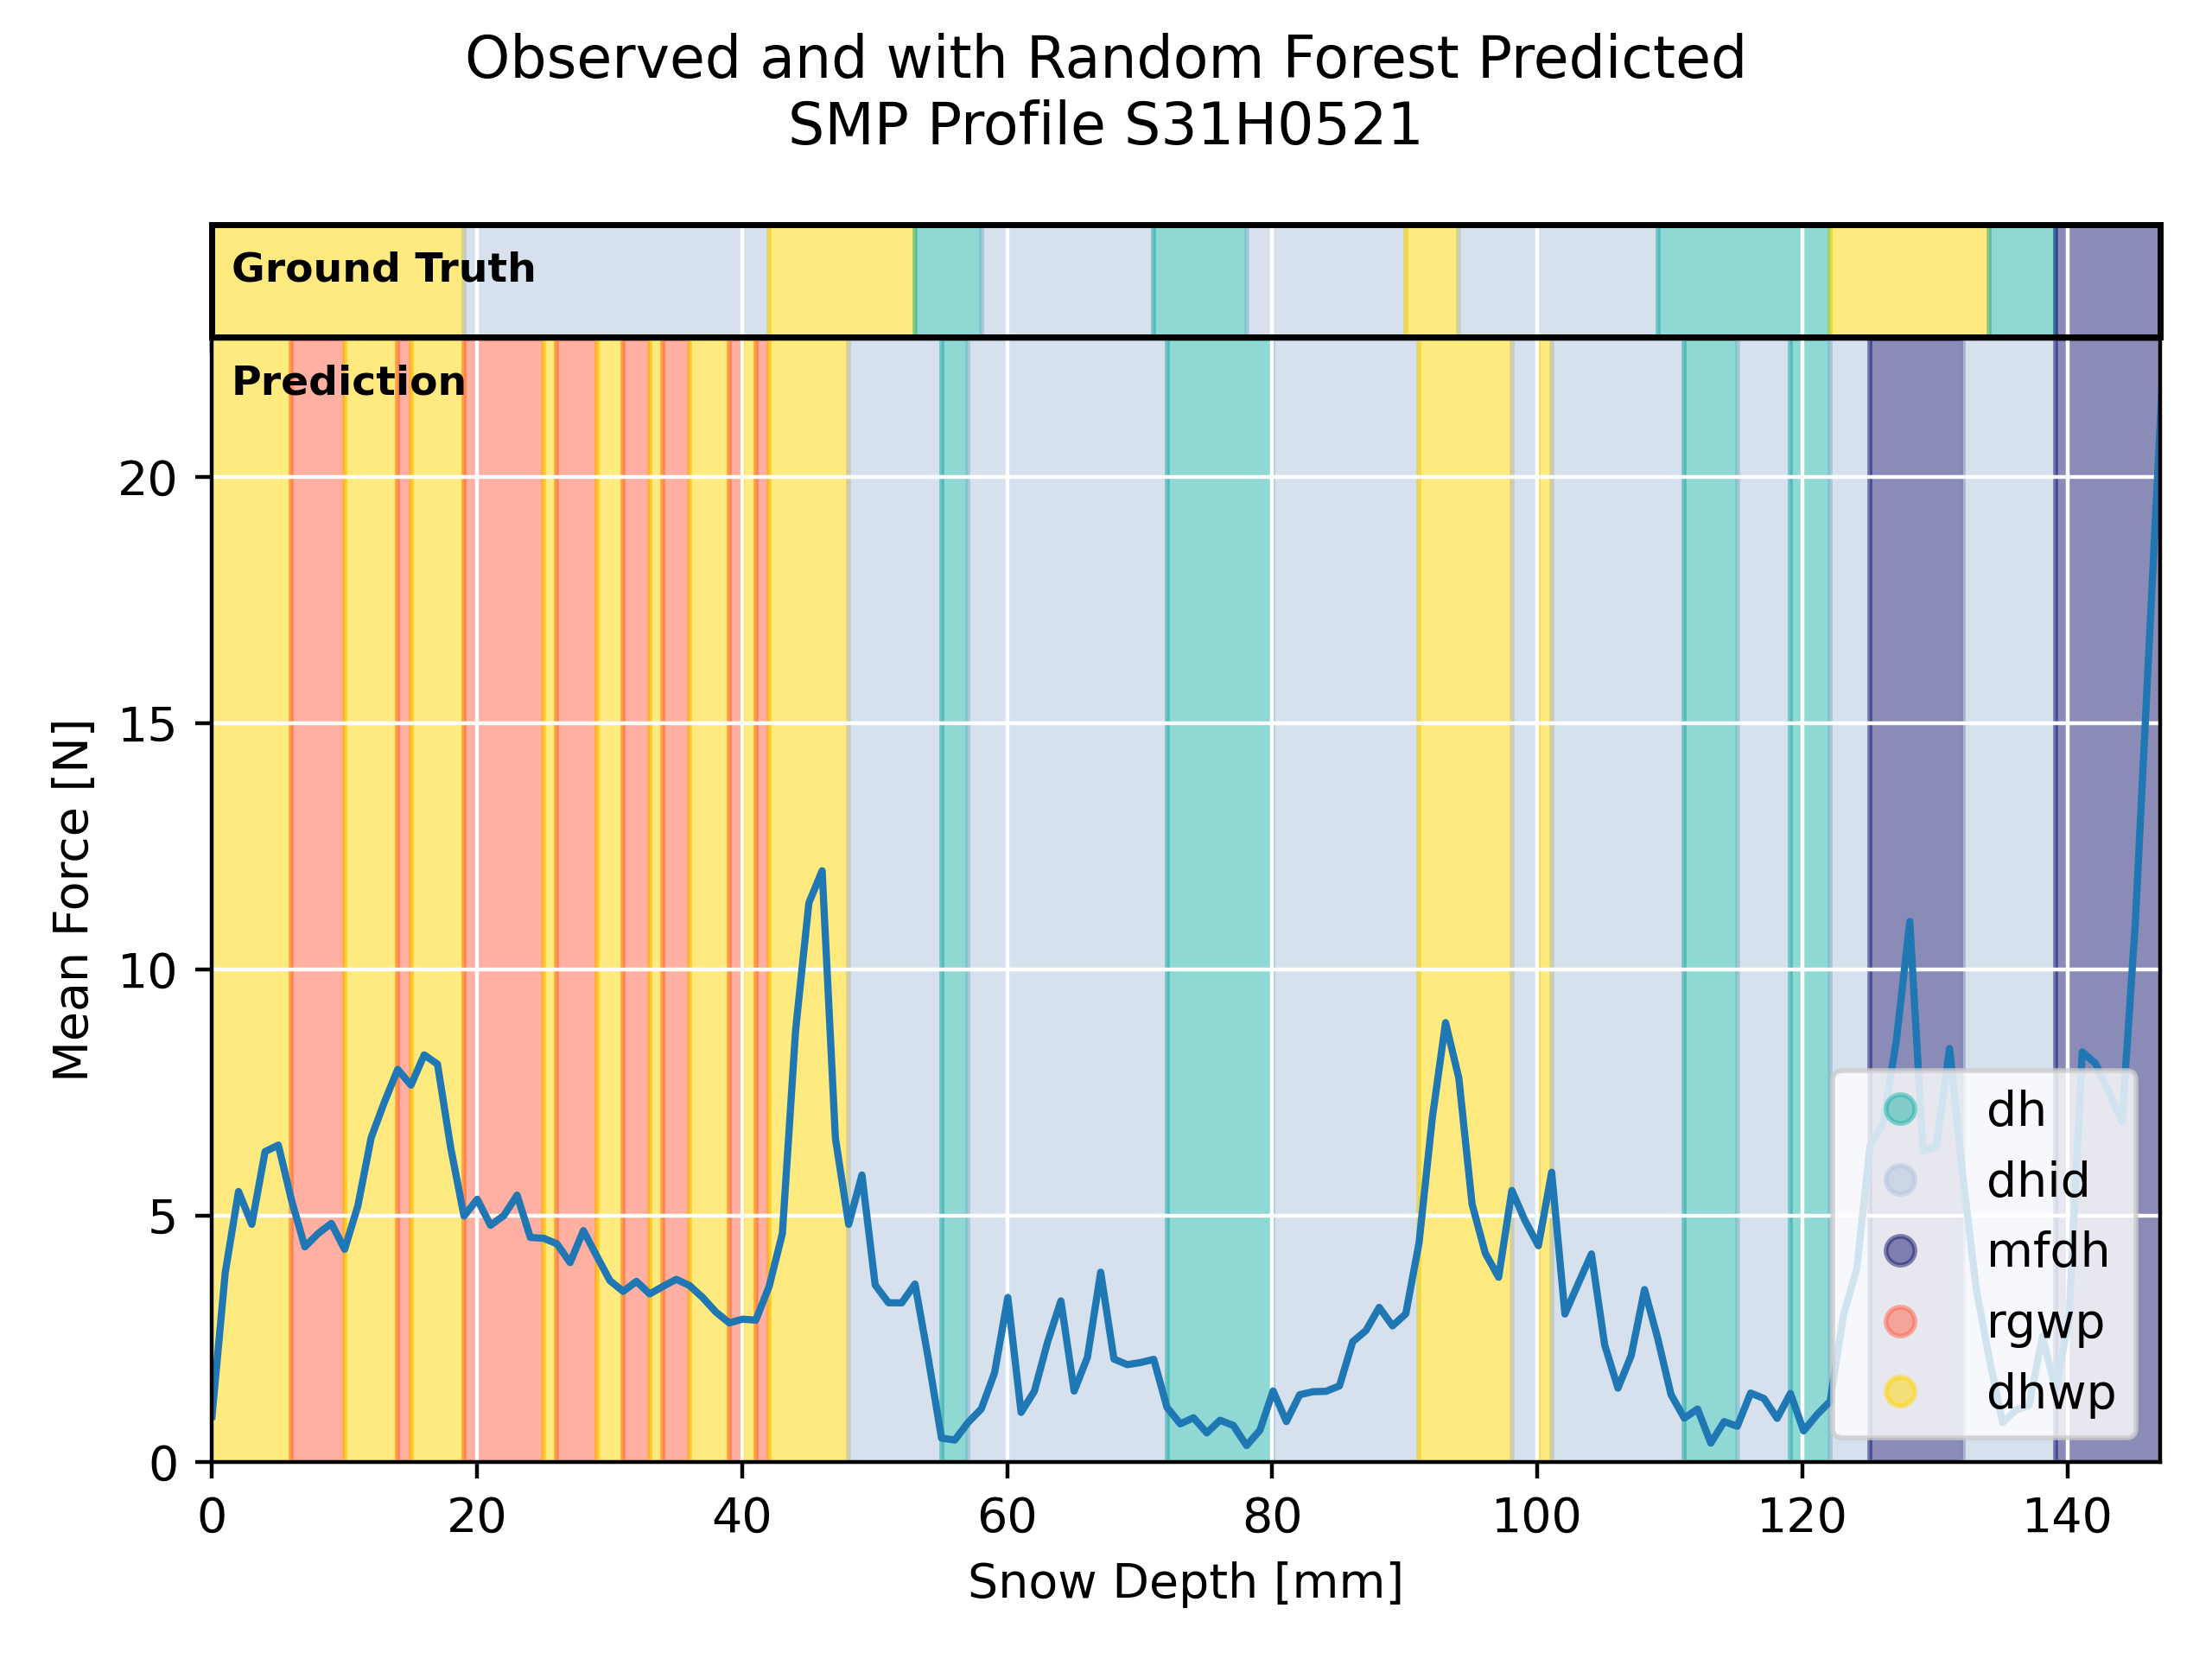 Observed and with Random Forest Predicted
SMP Profile S31H0521
Ground Truth
Prediction
20
15
10
5
0
Mean Force [N]
dh
dhid
mfdh
rgwp
dhwp
0 20 40 60 80 100 120 140
Snow Depth [mm]